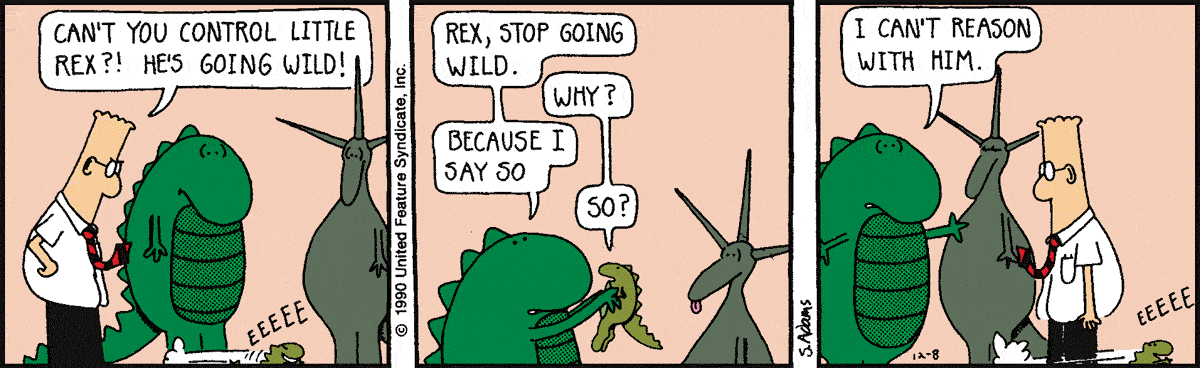 CAN'T YOU CONTROL LITTLE
REX?! HE'S GOING WILD!
EEEEE
© 1990 United Feature Syndicate, Inc.
REX, STOP GOING
WILD.
WHY?
BECAUSE I
SAY SO
SO?
S.Adams
I CAN'T REASON
WITH HIM.
EEEEE
12-8